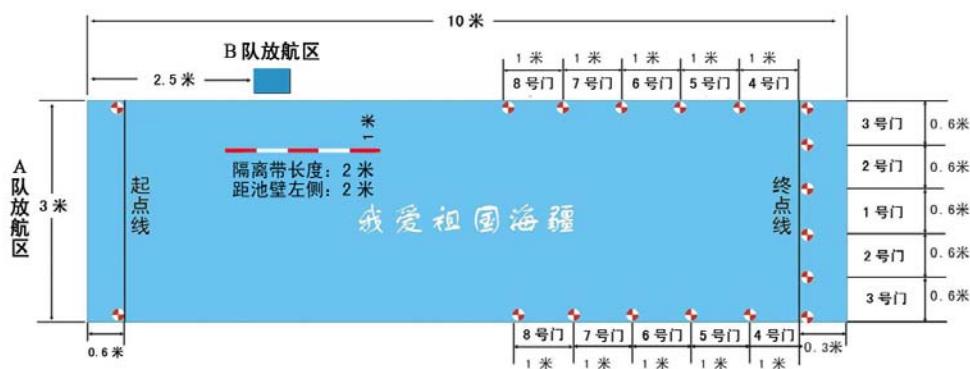 10 米
B 队放航区
2.5 米
1 米 1 米 1 米 1 米 1 米
8 号门 7 号门 6 号门 5 号门 4 号门
A队放航区
3 米
起点线
1 米
隔离带长度：2 米
距池壁左侧：2 米
我爱祖国海疆
终点线
3 号门 0.6米
2 号门 0.6米
1 号门 0.6米
2 号门 0.6米
3 号门 0.6米
0.6 米
8 号门 7 号门 6 号门 5 号门 4 号门
0.3米
1 米 1 米 1 米 1 米 1 米